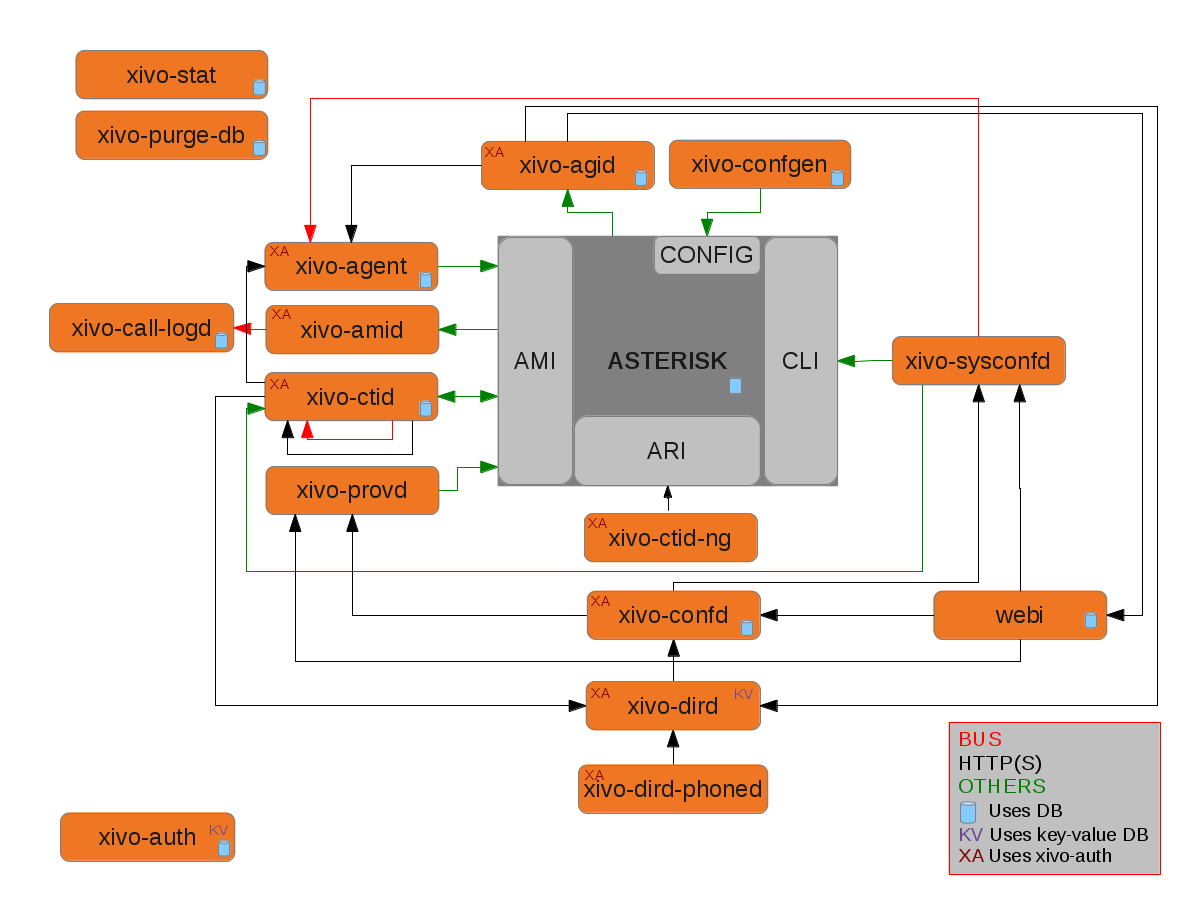 xivo-stat
xivo-purge-db
XA
xivo-agid
xivo-confgen
XA
xivo-agent
CONFIG
xivo-call-logd
XA
xivo-amid
AMI
ASTERISK
CLI
xivo-sysconfd
XA
xivo-ctid
ARI
xivo-provd
XA
xivo-ctid-ng
XA
xivo-confd
webi
XA
KV
xivo-dird
XA
xivo-dird-phoned
xivo-auth
KV
BUS
HTTP(S)
OTHERS
Uses DB
KV Uses key-value DB
XA Uses xivo-auth